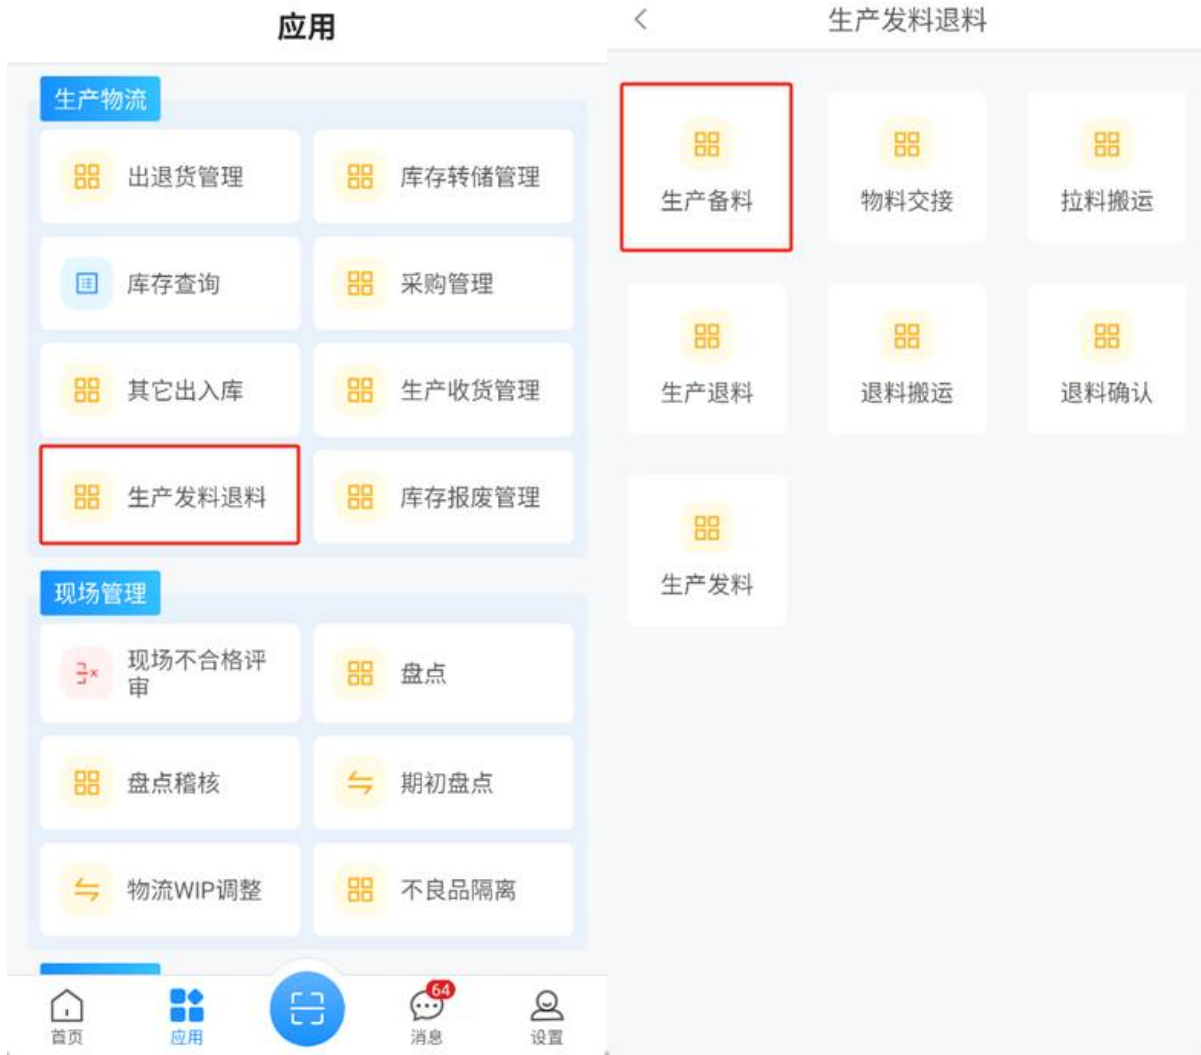 应用
生产物流
出退货管理
库存转储管理
库存查询
采购管理
其它出入库
生产收货管理
生产发料退料
库存报废管理
现场管理
现场不合格评
审
盘点
盘点稽核
期初盘点
物流WIP调整
不良品隔离
首页
应用
64
消息
设置
生产发料退料
生产备料
物料交接
拉料搬运
生产退料
退料搬运
退料确认
生产发料